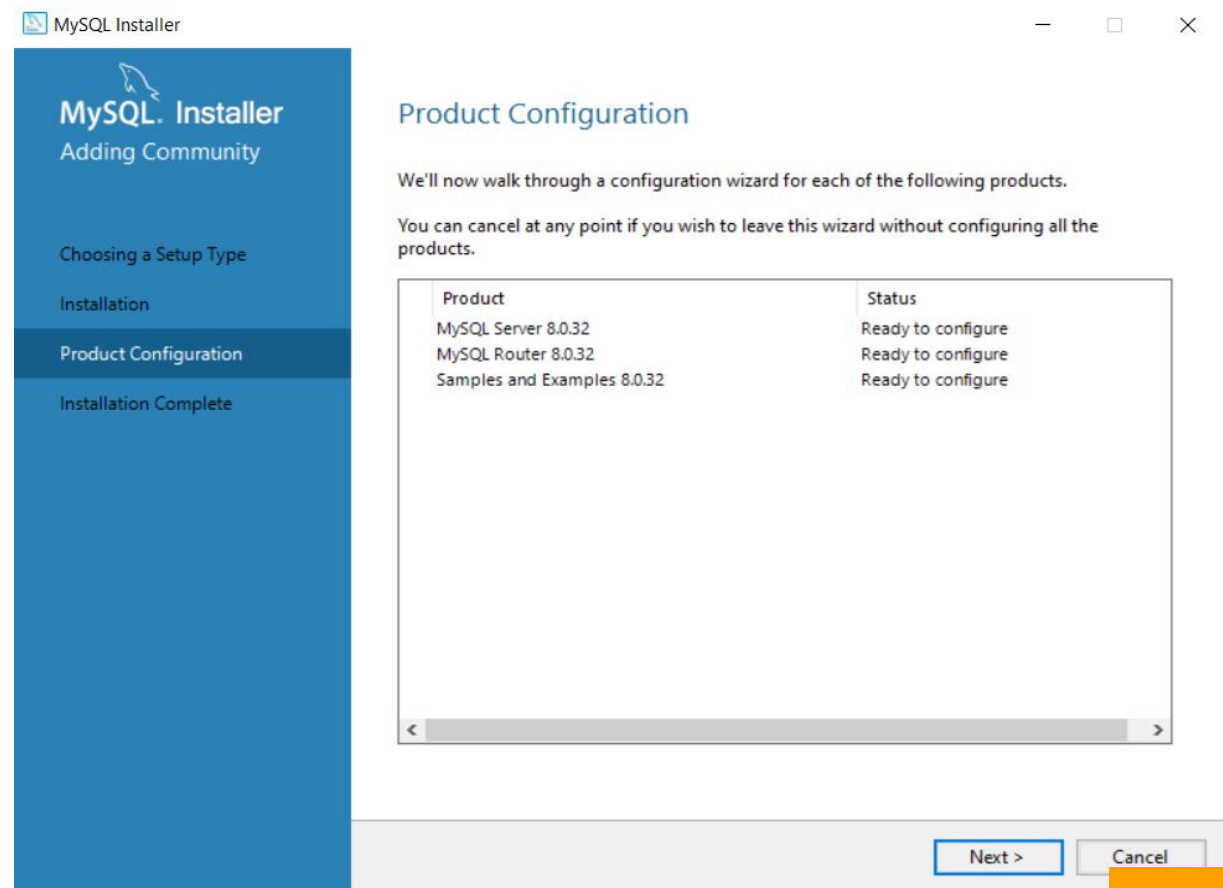 MySQL Installer
MySQL. Installer
Adding Community
Choosing a Setup Type
Installation
Product Configuration
Installation Complete
Product Configuration
We'll now walk through a configuration wizard for each of the following products.
You can cancel at any point if you wish to leave this wizard without configuring all the
products.
Product Status
MySQL Server 8.0.32 Ready to configure
MySQL Router 8.0.32 Ready to configure
Samples and Examples 8.0.32 Ready to configure
Next > Cancel